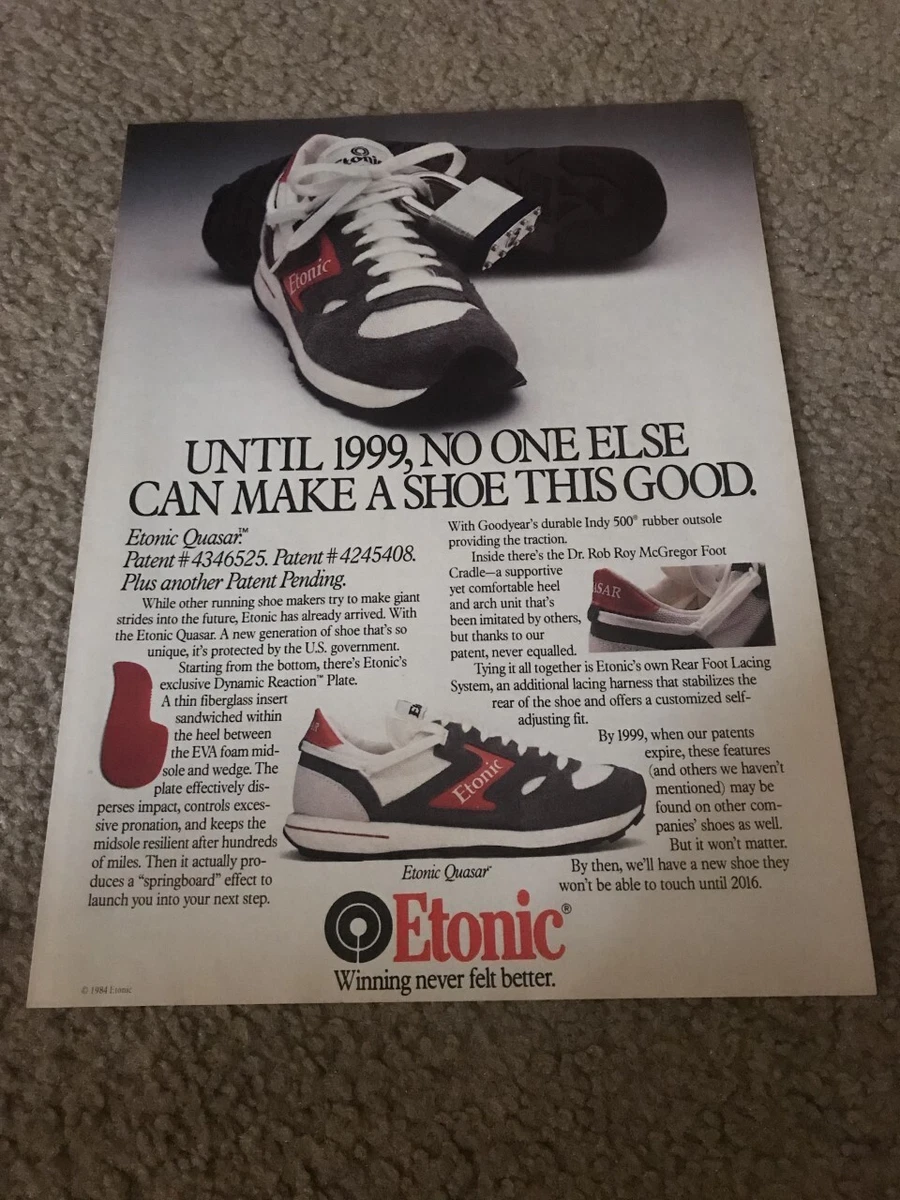 Etonic
Etonic
UNTIL 1999, NO ONE ELSE
CAN MAKE A SHOE THIS GOOD.
Etonic Quasar.™
Patent #4346525. Patent #4245408.
Plus another Patent Pending.
While other running shoe makers try to make giant
strides into the future, Etonic has already arrived. With
the Etonic Quasar. A new generation of shoe that's so
unique, it's protected by the U.S. government.
Starting from the bottom, there's Etonic's
exclusive Dynamic Reaction™ Plate.
A thin fiberglass insert
sandwiched within
the heel between
the EVA foam mid-
sole and wedge. The
plate effectively dis-
perses impact, controls exces-
sive pronation, and keeps the
midsole resilient after hundreds
of miles. Then it actually pro-
duces a "springboard" effect to
launch you into your next step.
With Goodyear's durable Indy 500® rubber outsole
providing the traction.
Inside there's the Dr. Rob Roy McGregor Foot
Cradle—a supportive
yet comfortable heel
and arch unit that's
been imitated by others,
but thanks to our
patent, never equalled.
ASAR
Tying it all together is Etonic's own Rear Foot Lacing
System, an additional lacing harness that stabilizes the
rear of the shoe and offers a customized self-
adjusting fit.
By 1999, when our patents
expire, these features
(and others we haven't
mentioned) may be
found on other com-
panies' shoes as well.
But it won't matter.
By then, we'll have a new shoe they
won't be able to touch until 2016.
Etonic
Etonic Quasar™
Etonic®
Winning never felt better.
© 1984 Etonic